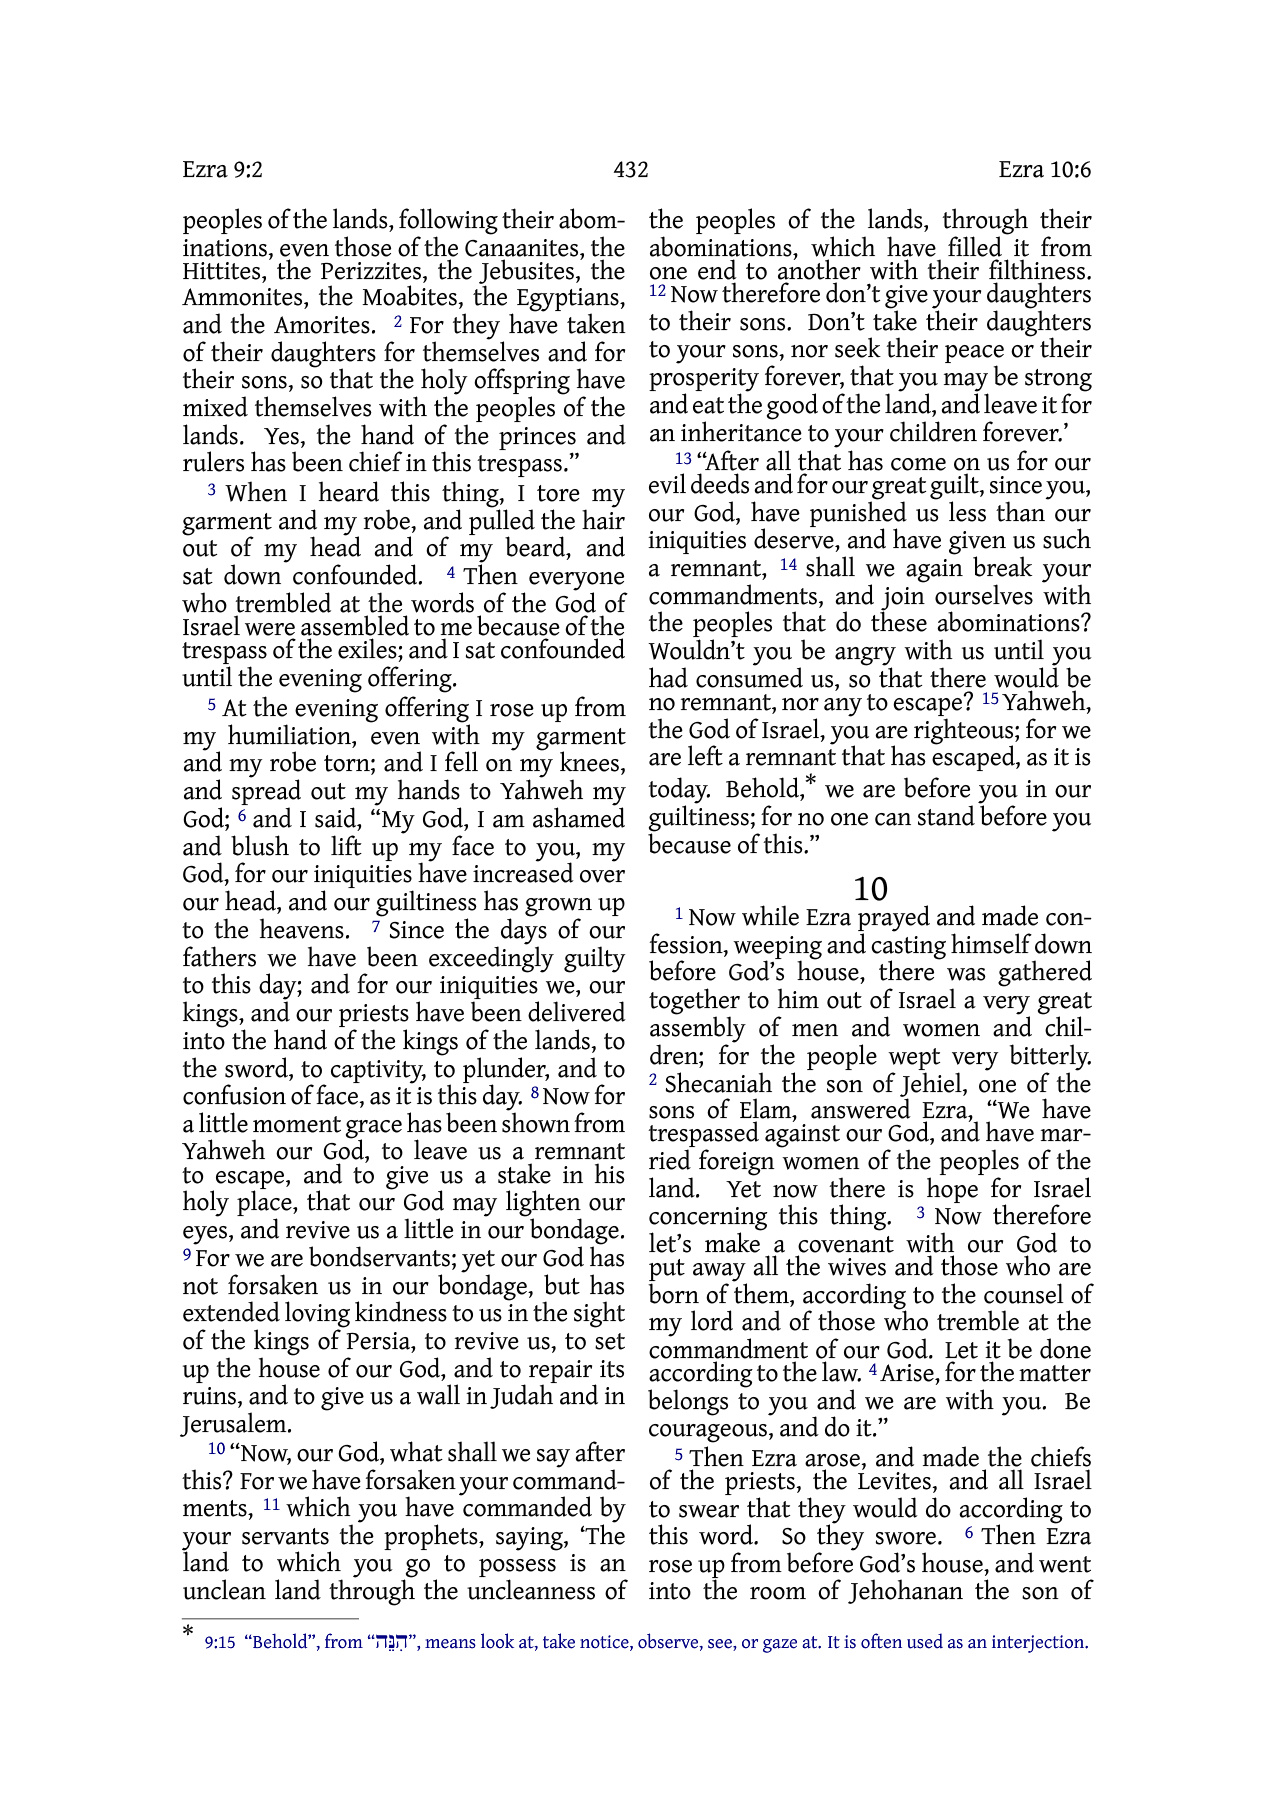 Ezra 9:2 432 Ezra 10:6
peoples of the lands, following their abom-
inations, even those of the Canaanites, the
Hittites, the Perizzites, the Jebusites, the
Ammonites, the Moabites, the Egyptians,
and the Amorites. 2 For they have taken
of their daughters for themselves and for
their sons, so that the holy offspring have
mixed themselves with the peoples of the
lands. Yes, the hand of the princes and
rulers has been chief in this trespass.”
3 When I heard this thing, I tore my
garment and my robe, and pulled the hair
out of my head and of my beard, and
sat down confounded. 4 Then everyone
who trembled at the words of the God of
Israel were assembled to me because of the
trespass of the exiles; and I sat confounded
until the evening offering.
5 At the evening offering I rose up from
my humiliation, even with my garment
and my robe torn; and I fell on my knees,
and spread out my hands to Yahweh my
God; 6 and I said, “My God, I am ashamed
and blush to lift up my face to you, my
God, for our iniquities have increased over
our head, and our guiltiness has grown up
to the heavens. 7 Since the days of our
fathers we have been exceedingly guilty
to this day; and for our iniquities we, our
kings, and our priests have been delivered
into the hand of the kings of the lands, to
the sword, to captivity, to plunder, and to
confusion of face, as it is this day. 8 Now for
a little moment grace has been shown from
Yahweh our God, to leave us a remnant
to escape, and to give us a stake in his
holy place, that our God may lighten our
eyes, and revive us a little in our bondage.
9 For we are bondservants; yet our God has
not forsaken us in our bondage, but has
extended loving kindness to us in the sight
of the kings of Persia, to revive us, to set
up the house of our God, and to repair its
ruins, and to give us a wall in Judah and in
Jerusalem.
10 “Now, our God, what shall we say after
this? For we have forsaken your command-
ments, 11 which you have commanded by
your servants the prophets, saying, ‘The
land to which you go to possess is an
unclean land through the uncleanness of
the peoples of the lands, through their
abominations, which have filled it from
one end to another with their filthiness.
12 Now therefore don’t give your daughters
to their sons. Don’t take their daughters
to your sons, nor seek their peace or their
prosperity forever, that you may be strong
and eat the good of the land, and leave it for
an inheritance to your children forever.’
13 “After all that has come on us for our
evil deeds and for our great guilt, since you,
our God, have punished us less than our
iniquities deserve, and have given us such
a remnant, 14 shall we again break your
commandments, and join ourselves with
the peoples that do these abominations?
Wouldn’t you be angry with us until you
had consumed us, so that there would be
no remnant, nor any to escape? 15 Yahweh,
the God of Israel, you are righteous; for we
are left a remnant that has escaped, as it is
today. Behold,* we are before you in our
guiltiness; for no one can stand before you
because of this.”
10
1 Now while Ezra prayed and made con-
fession, weeping and casting himself down
before God’s house, there was gathered
together to him out of Israel a very great
assembly of men and women and chil-
dren; for the people wept very bitterly.
2 Shecaniah the son of Jehiel, one of the
sons of Elam, answered Ezra, “We have
trespassed against our God, and have mar-
ried foreign women of the peoples of the
land. Yet now there is hope for Israel
concerning this thing. 3 Now therefore
let’s make a covenant with our God to
put away all the wives and those who are
born of them, according to the counsel of
my lord and of those who tremble at the
commandment of our God. Let it be done
according to the law. 4 Arise, for the matter
belongs to you and we are with you. Be
courageous, and do it.”
5 Then Ezra arose, and made the chiefs
of the priests, the Levites, and all Israel
to swear that they would do according to
this word. So they swore. 6 Then Ezra
rose up from before God’s house, and went
into the room of Jehohanan the son of
* 9:15 “Behold”, from “הִנֵּה”, means look at, take notice, observe, see, or gaze at. It is often used as an interjection.